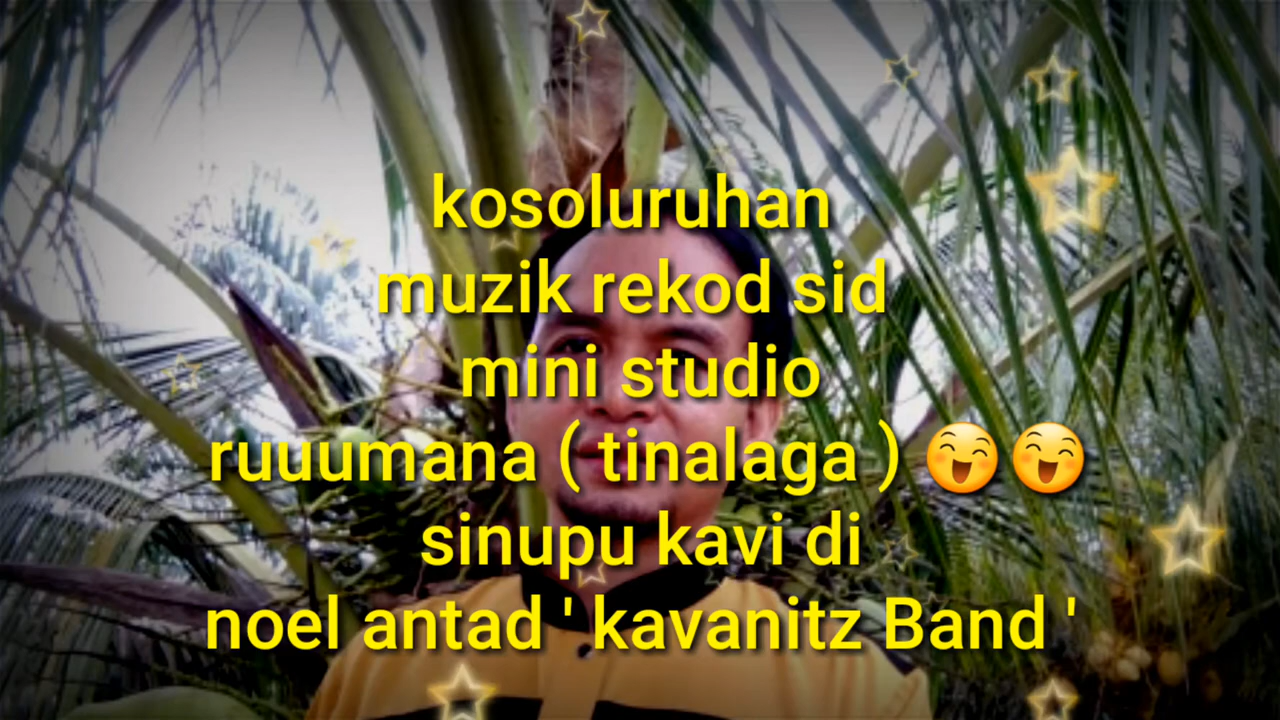 kosoluruhan
muzik rekod sid
mini studio
ruuumana ( tinalaga ) 😄😄
sinupu kavi di
noel antad ' kavanitz Band '